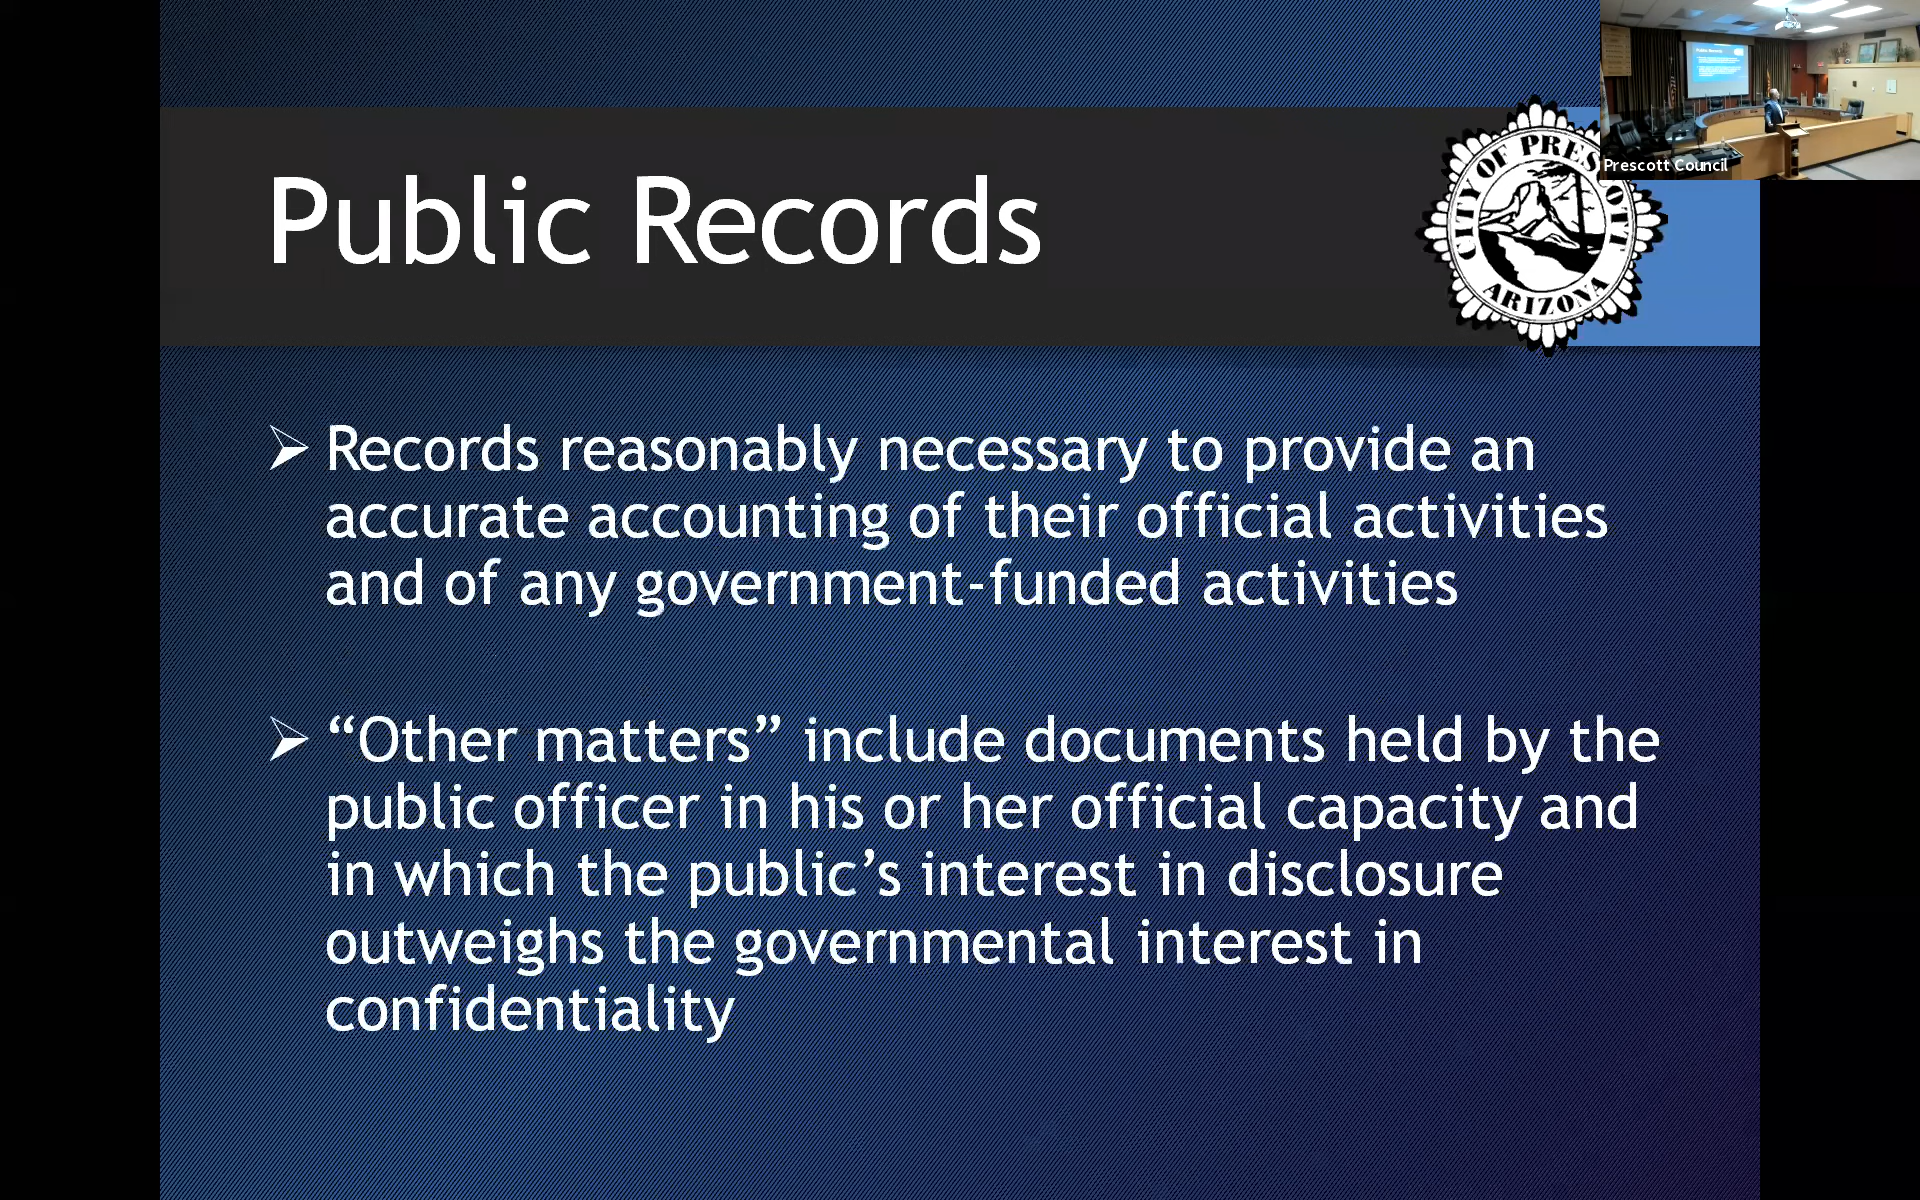 Public Records
CITY OF PRESCOTT
ARIZONA
Prescott Council
➢ Records reasonably necessary to provide an
accurate accounting of their official activities
and of any government-funded activities
➢ “Other matters” include documents held by the
public officer in his or her official capacity and
in which the public’s interest in disclosure
outweighs the governmental interest in
confidentiality